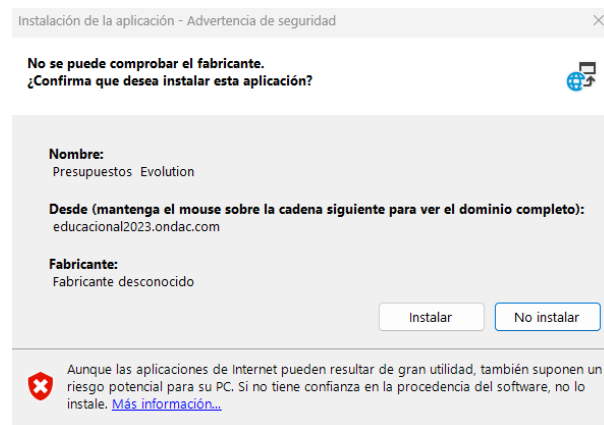 Instalación de la aplicación - Advertencia de seguridad
No se puede comprobar el fabricante.
¿Confirma que desea instalar esta aplicación?
Nombre:
Presupuestos Evolution
Desde (mantenga el mouse sobre la cadena siguiente para ver el dominio completo):
educacional2023.ondac.com
Fabricante:
Fabricante desconocido
Instalar
No instalar
Aunque las aplicaciones de Internet pueden resultar de gran utilidad, también suponen un
riesgo potencial para su PC. Si no tiene confianza en la procedencia del software, no lo
instale. Más información...